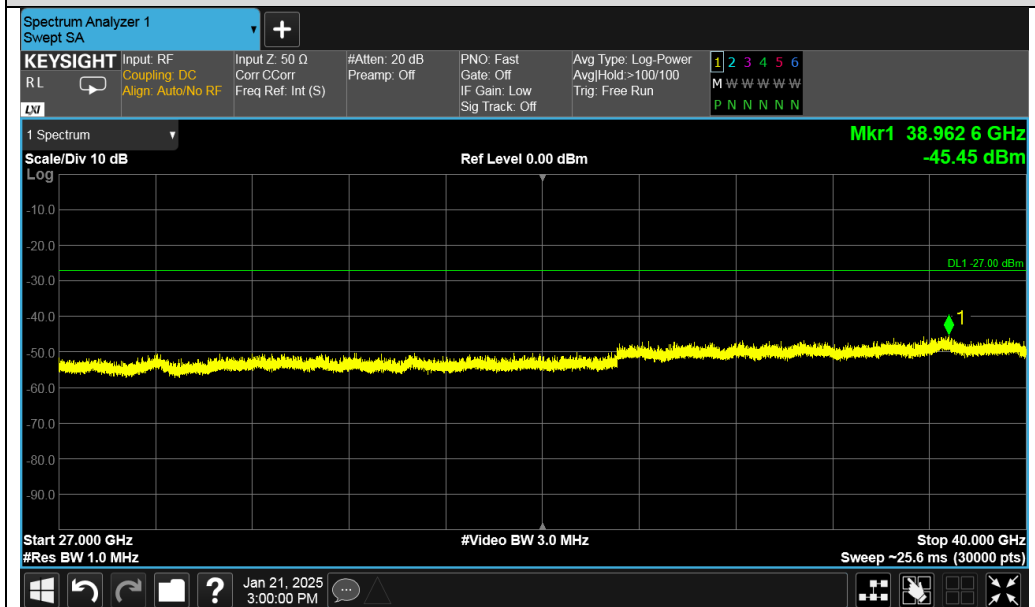 Spectrum Analyzer 1
Swept SA
+
KEYSIGHT
R L
LXI
Input: RF
Coupling: DC
Align: Auto/No RF
Input Z: 50 Ω
Corr CCorr
Freq Ref: Int (S)
#Atten: 20 dB
Preamp: Off
PNO: Fast
Gate: Off
IF Gain: Low
Sig Track: Off
Avg Type: Log-Power
Avg|Hold:>100/100
Trig: Free Run
1 2 3 4 5 6
M W W W W W
P N N N N N
1 Spectrum
Scale/Div 10 dB
Ref Level 0.00 dBm
Mkr1 38.962 6 GHz
-45.45 dBm
Log
-10.0
-20.0
DL1 -27.00 dBm
-30.0
-40.0
1
-50.0
-60.0
-70.0
-80.0
-90.0
Start 27.000 GHz
#Res BW 1.0 MHz
#Video BW 3.0 MHz
Stop 40.000 GHz
Sweep ~25.6 ms (30000 pts)
?
Jan 21, 2025
3:00:00 PM